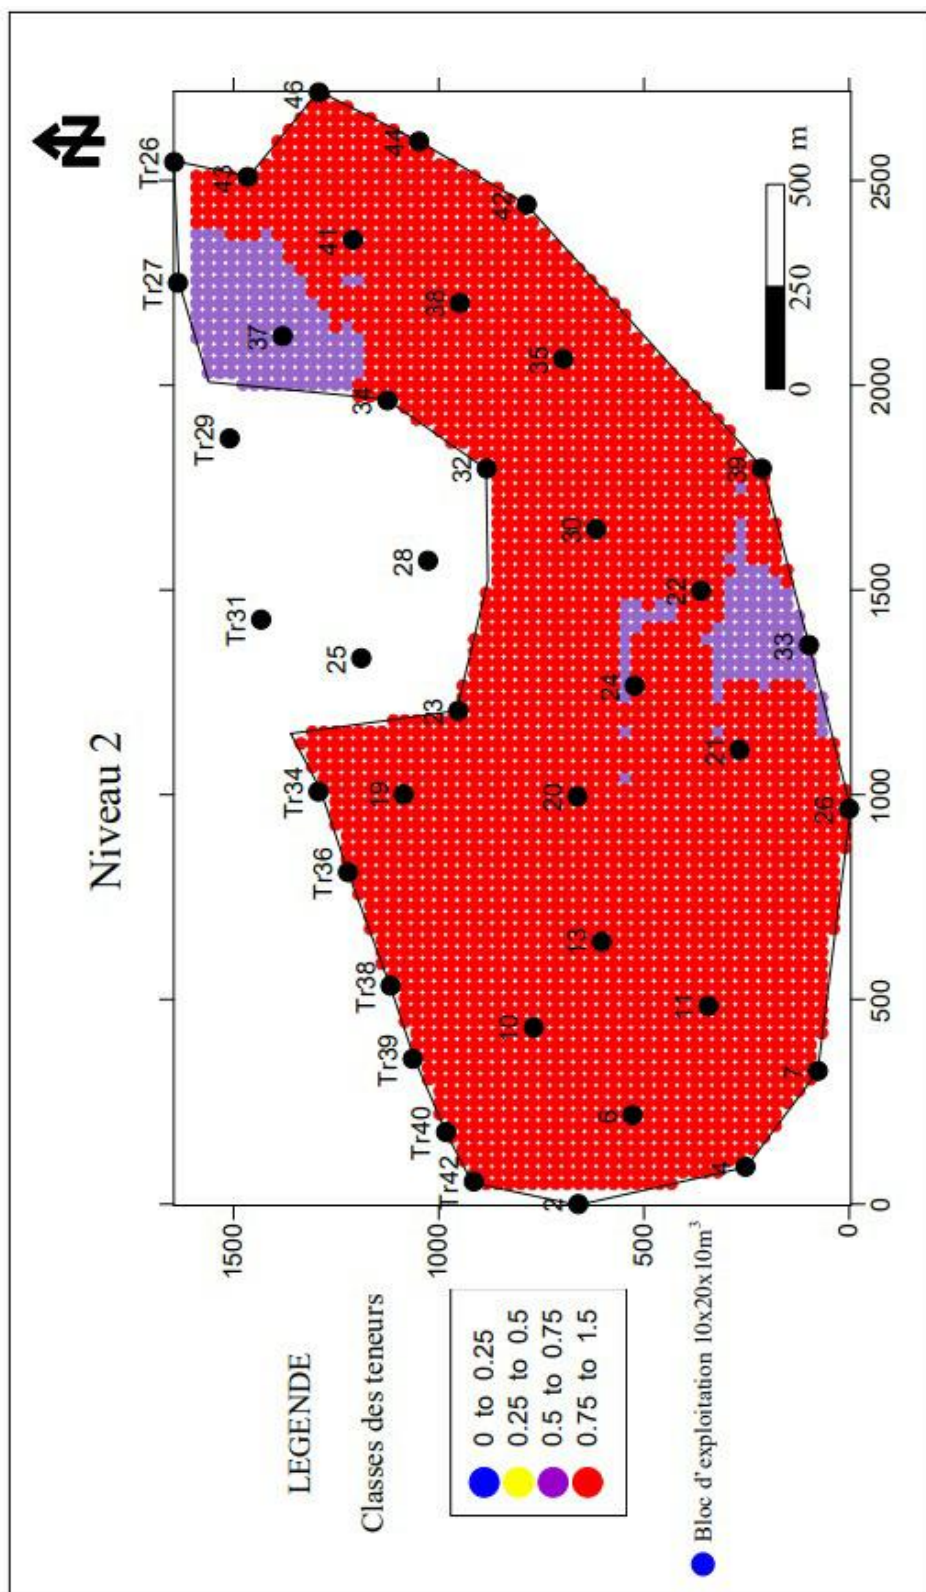 Niveau 2
N
Tr26
Tr27
46
43
44
Tr29
37
41
42
34
38
Tr31
32
35
28
25
30
39
Tr34
23
22
24
33
Tr36
19
20
21
26
Tr38
13
Tr39
10
11
Tr40
6
7
Tr42
4
2
1500
1000
500
0
0
500
1000
1500
2000
2500
0
250
500 m
LEGENDE
Classes des teneurs
0 to 0.25
0.25 to 0.5
0.5 to 0.75
0.75 to 1.5
Bloc d'exploitation 10x20x10m³